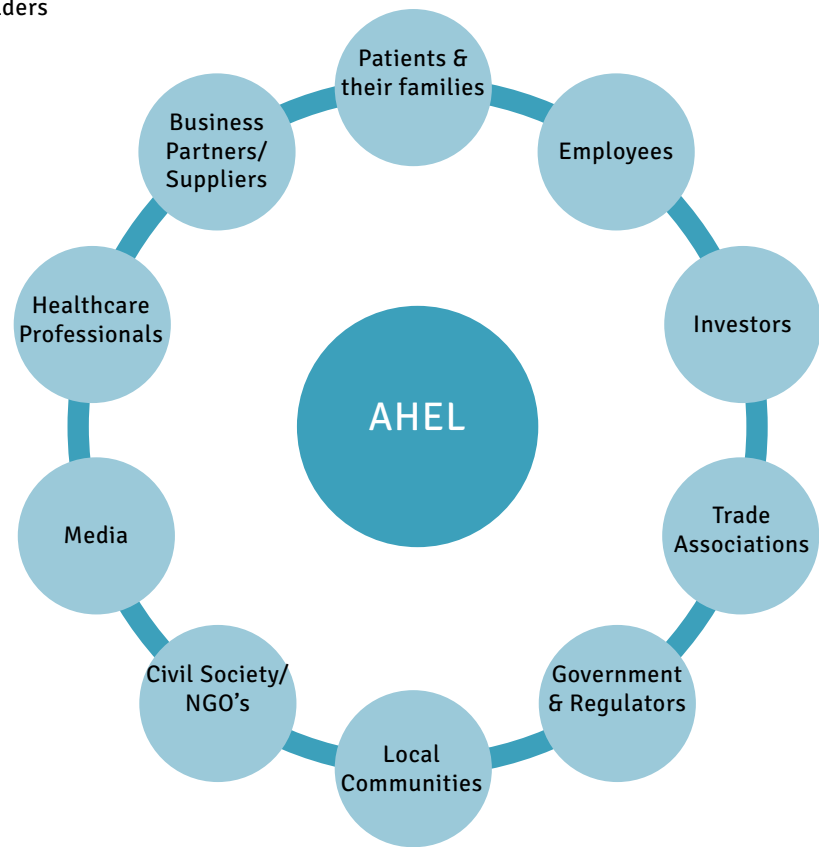 Patients &
their families
Employees
Investors
Trade
Associations
Government
& Regulators
Local
Communities
Civil Society/
NGO’s
Media
Healthcare
Professionals
Business
Partners/
Suppliers
AHEL